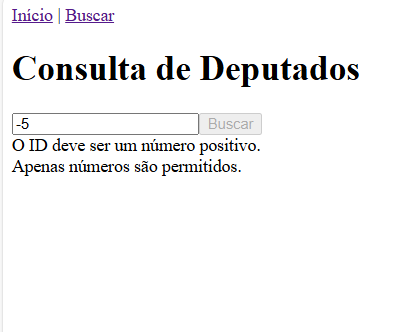 Início | Buscar
Consulta de Deputados
-5 Buscar
O ID deve ser um número positivo.
Apenas números são permitidos.